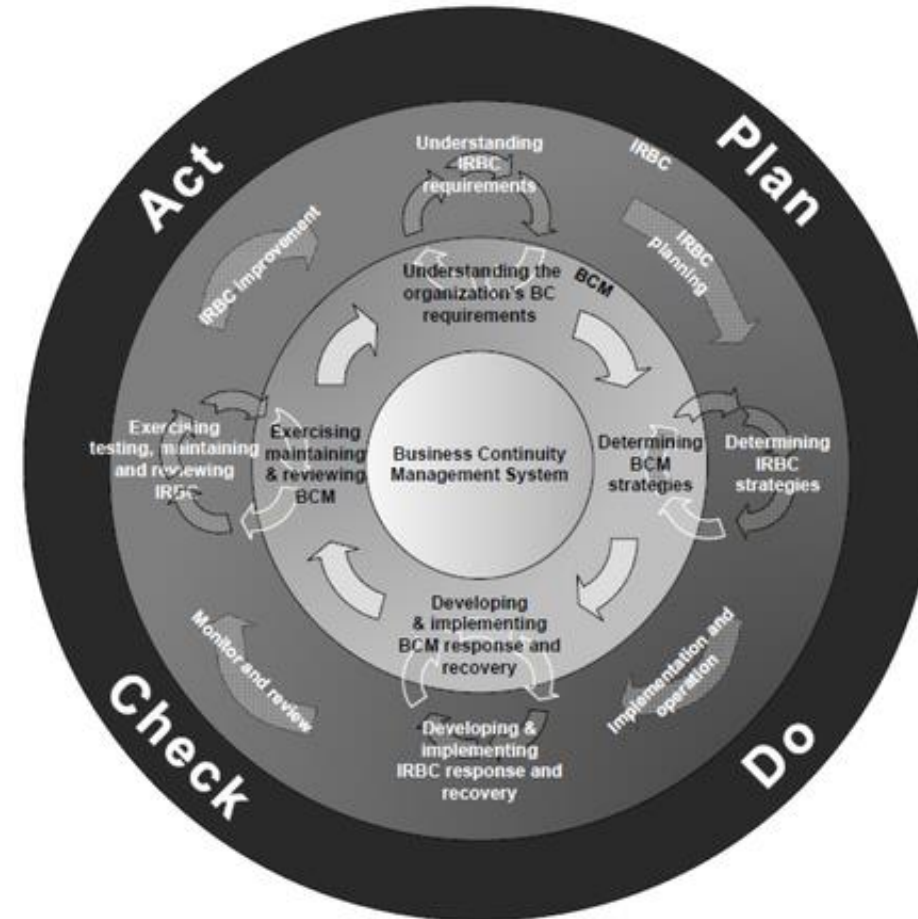 Act
Plan
Understanding
IRBC
requirements
IRBC
IRBC improvement
IRBC
planning
Understanding the
organization's BC
requirements
BCM
Exercising
testing, maintaining
and reviewing
IRBC
Exercising
maintaining
& reviewing
BCM
Business Continuity
Management System
Determining
BCM
strategies
Determining
IRBC
strategies
Developing
& implementing
BCM response and
recovery
Monitor and review
Implementation and
operation
Developing &
implementing
IRBC response and
recovery
Check
Do